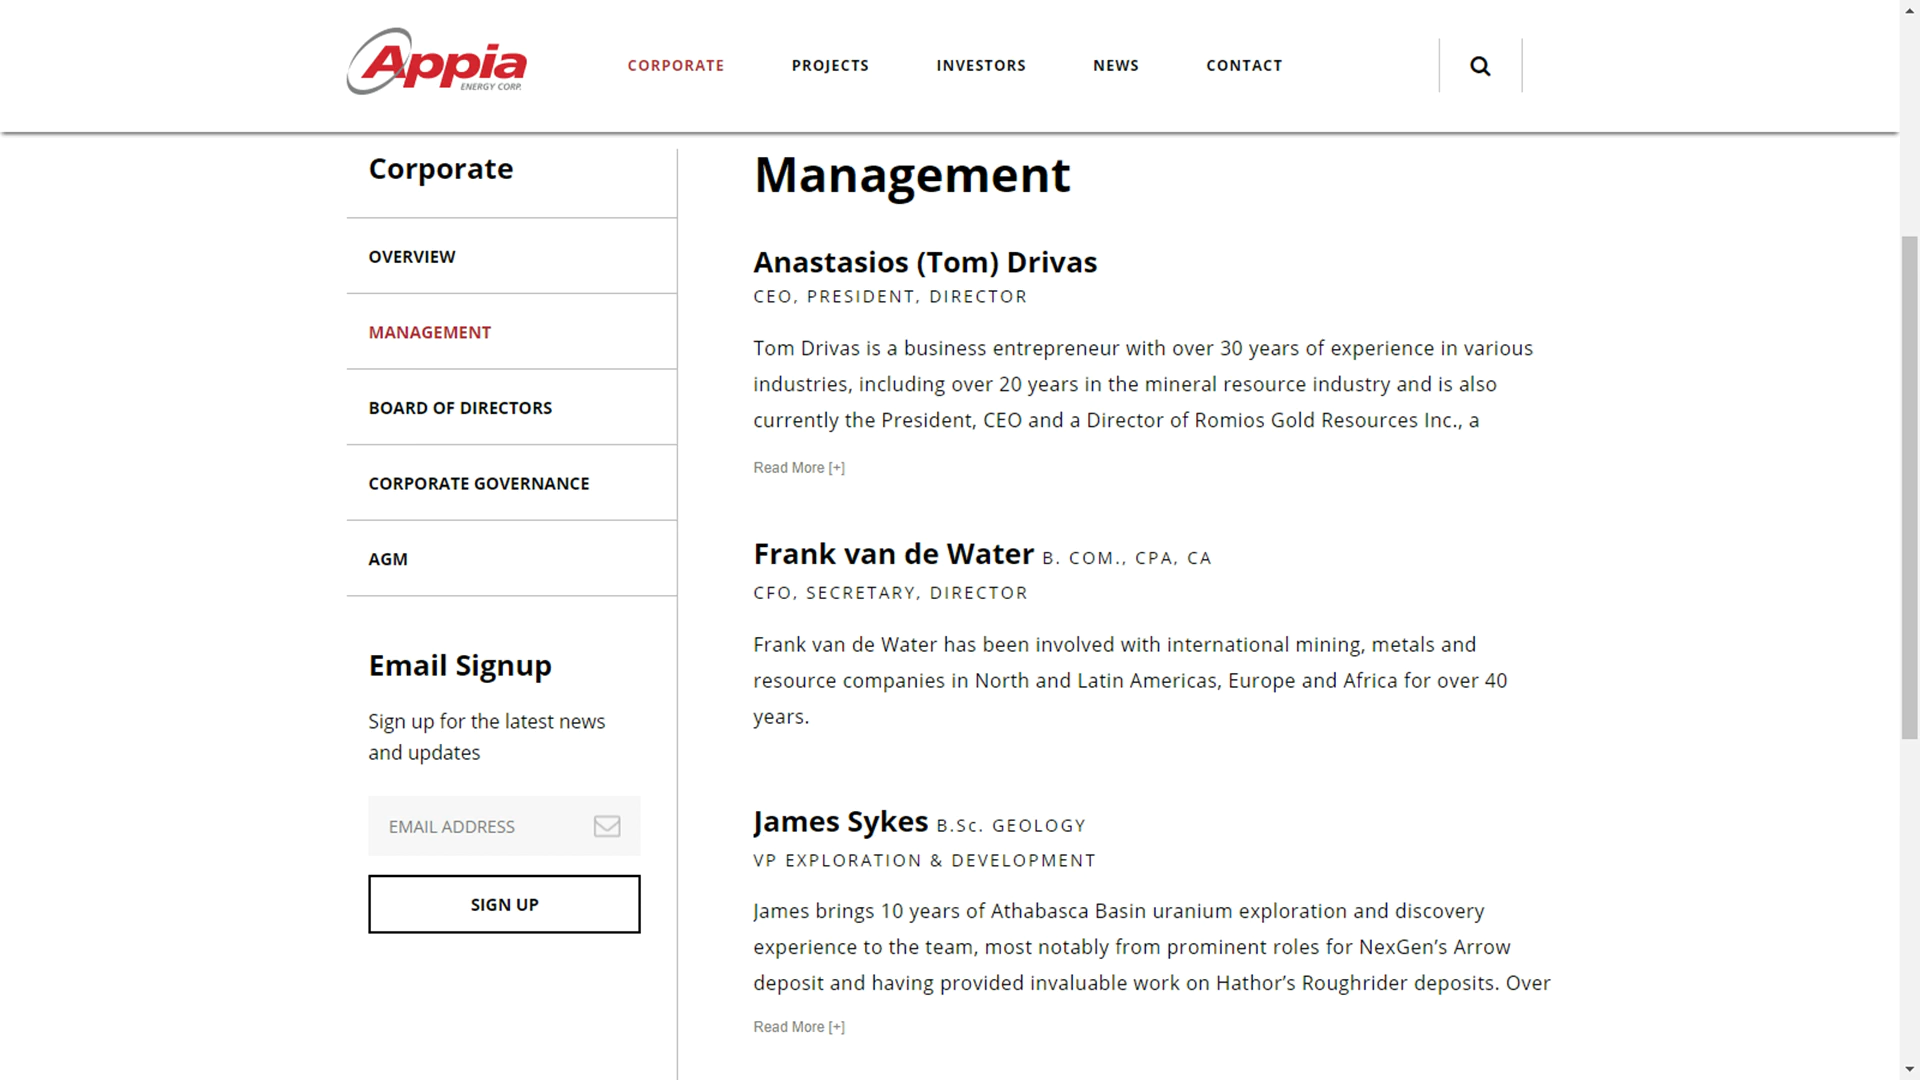 Appia
ENERGY CORP.
CORPORATE
PROJECTS
INVESTORS
NEWS
CONTACT
Corporate
OVERVIEW
MANAGEMENT
BOARD OF DIRECTORS
CORPORATE GOVERNANCE
AGM
Email Signup
Sign up for the latest news
and updates
EMAIL ADDRESS
SIGN UP
Management
Anastasios (Tom) Drivas
CEO, PRESIDENT, DIRECTOR
Tom Drivas is a business entrepreneur with over 30 years of experience in various
industries, including over 20 years in the mineral resource industry and is also
currently the President, CEO and a Director of Romios Gold Resources Inc., a
Read More [+]
Frank van de Water B. COM., CPA, CA
CFO, SECRETARY, DIRECTOR
Frank van de Water has been involved with international mining, metals and
resource companies in North and Latin Americas, Europe and Africa for over 40
years.
James Sykes B.Sc. GEOLOGY
VP EXPLORATION & DEVELOPMENT
James brings 10 years of Athabasca Basin uranium exploration and discovery
experience to the team, most notably from prominent roles for NexGen’s Arrow
deposit and having provided invaluable work on Hathor’s Roughrider deposits. Over
Read More [+]